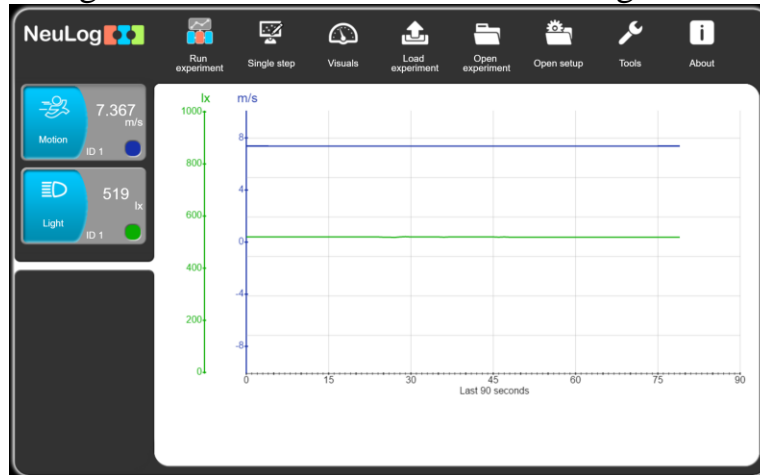 NeuLog
Run experiment
Single step
Visuals
Load experiment
Open experiment
Open setup
Tools
About
Motion
7.367
m/s
ID 1
Light
519
lx
ID 1
lx
m/s
1000
800
600
400
200
0
8
4
0
-4
-8
0 15 30 45 60 75 90
Last 90 seconds